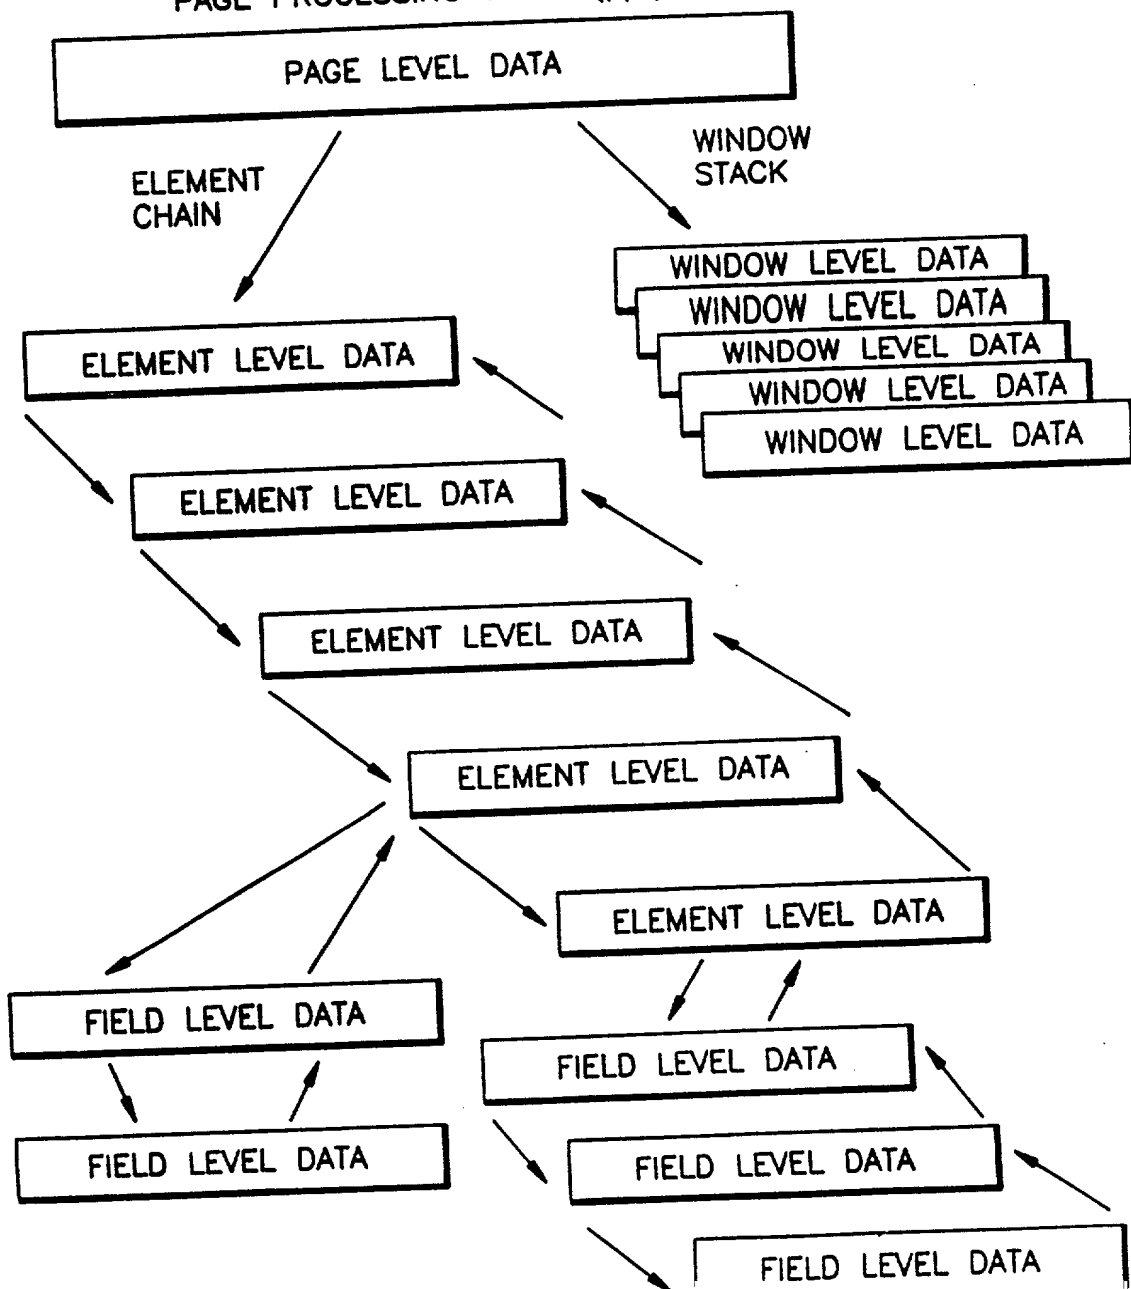 PAGE PROCESSING
PAGE LEVEL DATA
ELEMENT
CHAIN
WINDOW
STACK
WINDOW LEVEL DATA
WINDOW LEVEL DATA
WINDOW LEVEL DATA
WINDOW LEVEL DATA
WINDOW LEVEL DATA
ELEMENT LEVEL DATA
ELEMENT LEVEL DATA
ELEMENT LEVEL DATA
ELEMENT LEVEL DATA
ELEMENT LEVEL DATA
FIELD LEVEL DATA
FIELD LEVEL DATA
FIELD LEVEL DATA
FIELD LEVEL DATA
FIELD LEVEL DATA